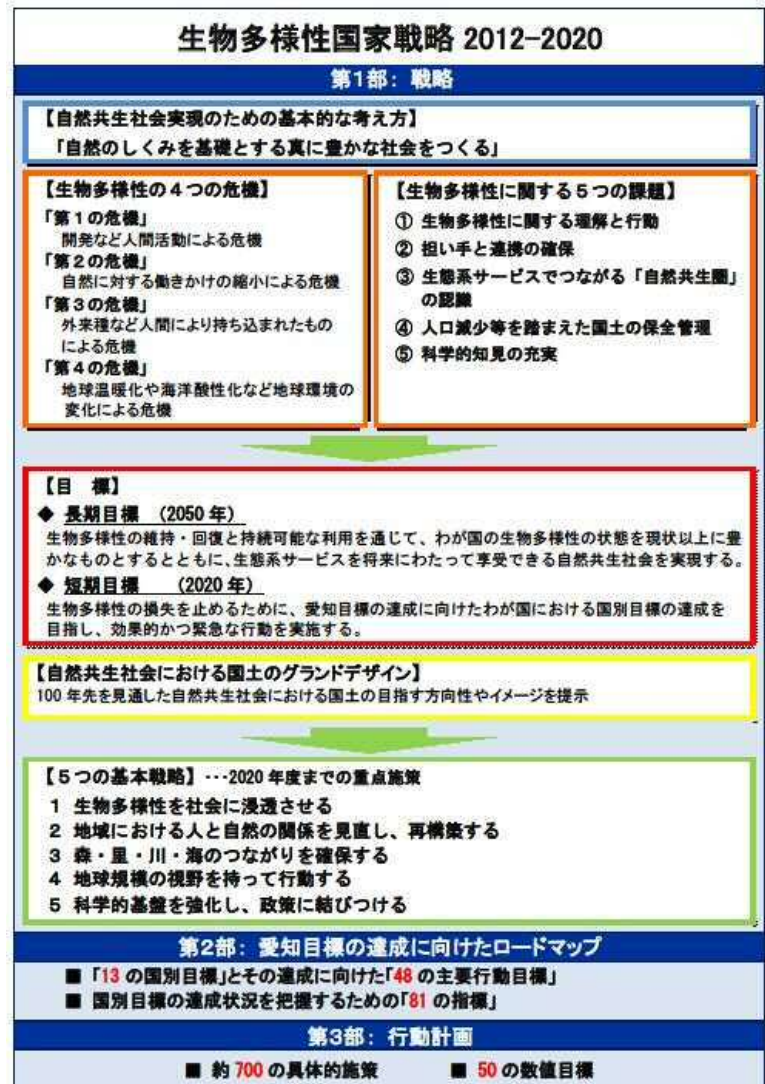 生物多様性国家戦略 2012-2020
第1部: 戦略
【自然共生社会実現のための基本的な考え方】
「自然のしくみを基礎とする真に豊かな社会をつくる」
【生物多様性の4つの危機】
「第1の危機」
開発など人間活動による危機
「第2の危機」
自然に対する働きかけの縮小による危機
「第3の危機」
外来種など人間により持ち込まれたもの
による危機
「第4の危機」
地球温暖化や海洋酸性化など地球環境の
変化による危機
【生物多様性に関する5つの課題】
① 生物多様性に関する理解と行動
② 担い手と連携の確保
③ 生態系サービスでつながる「自然共生圏」
の認識
④ 人口減少等を踏まえた国土の保全管理
⑤ 科学的知見の充実
【目 標】
◆ 長期目標 (2050 年)
生物多様性の維持・回復と持続可能な利用を通じて、わが国の生物多様性の状態を現状以上に豊
かなものとするとともに、生態系サービスを将来にわたって享受できる自然共生社会を実現する。
◆ 短期目標 (2020 年)
生物多様性の損失を止めるために、愛知目標の達成に向けたわが国における国別目標の達成を
目指し、効果的かつ緊急な行動を実施する。
【自然共生社会における国土のグランドデザイン】
100 年先を見通した自然共生社会における国土の目指す方向性やイメージを提示
【5つの基本戦略】・・・2020 年度までの重点施策
1 生物多様性を社会に浸透させる
2 地域における人と自然の関係を見直し、再構築する
3 森・里・川・海のつながりを確保する
4 地球規模の視野を持って行動する
5 科学的基盤を強化し、政策に結びつける
第2部: 愛知目標の達成に向けたロードマップ
■ 「13 の国別目標」とその達成に向けた「48 の主要行動目標」
■ 国別目標の達成状況を把握するための「81 の指標」
第3部: 行動計画
■ 約 700 の具体的施策 ■ 50 の数値目標